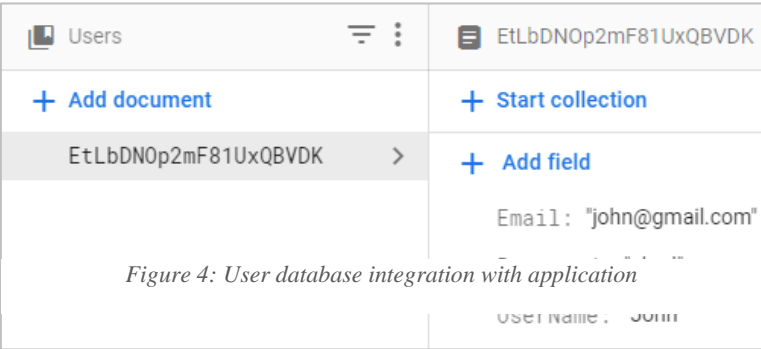 Users
EtLbDNOp2mF81UxQBVDK
+ Add document
+ Start collection
EtLbDNOp2mF81UxQBVDK >
+ Add field
Email: "john@gmail.com"
Figure 4: User database integration with application
UserName: "John"